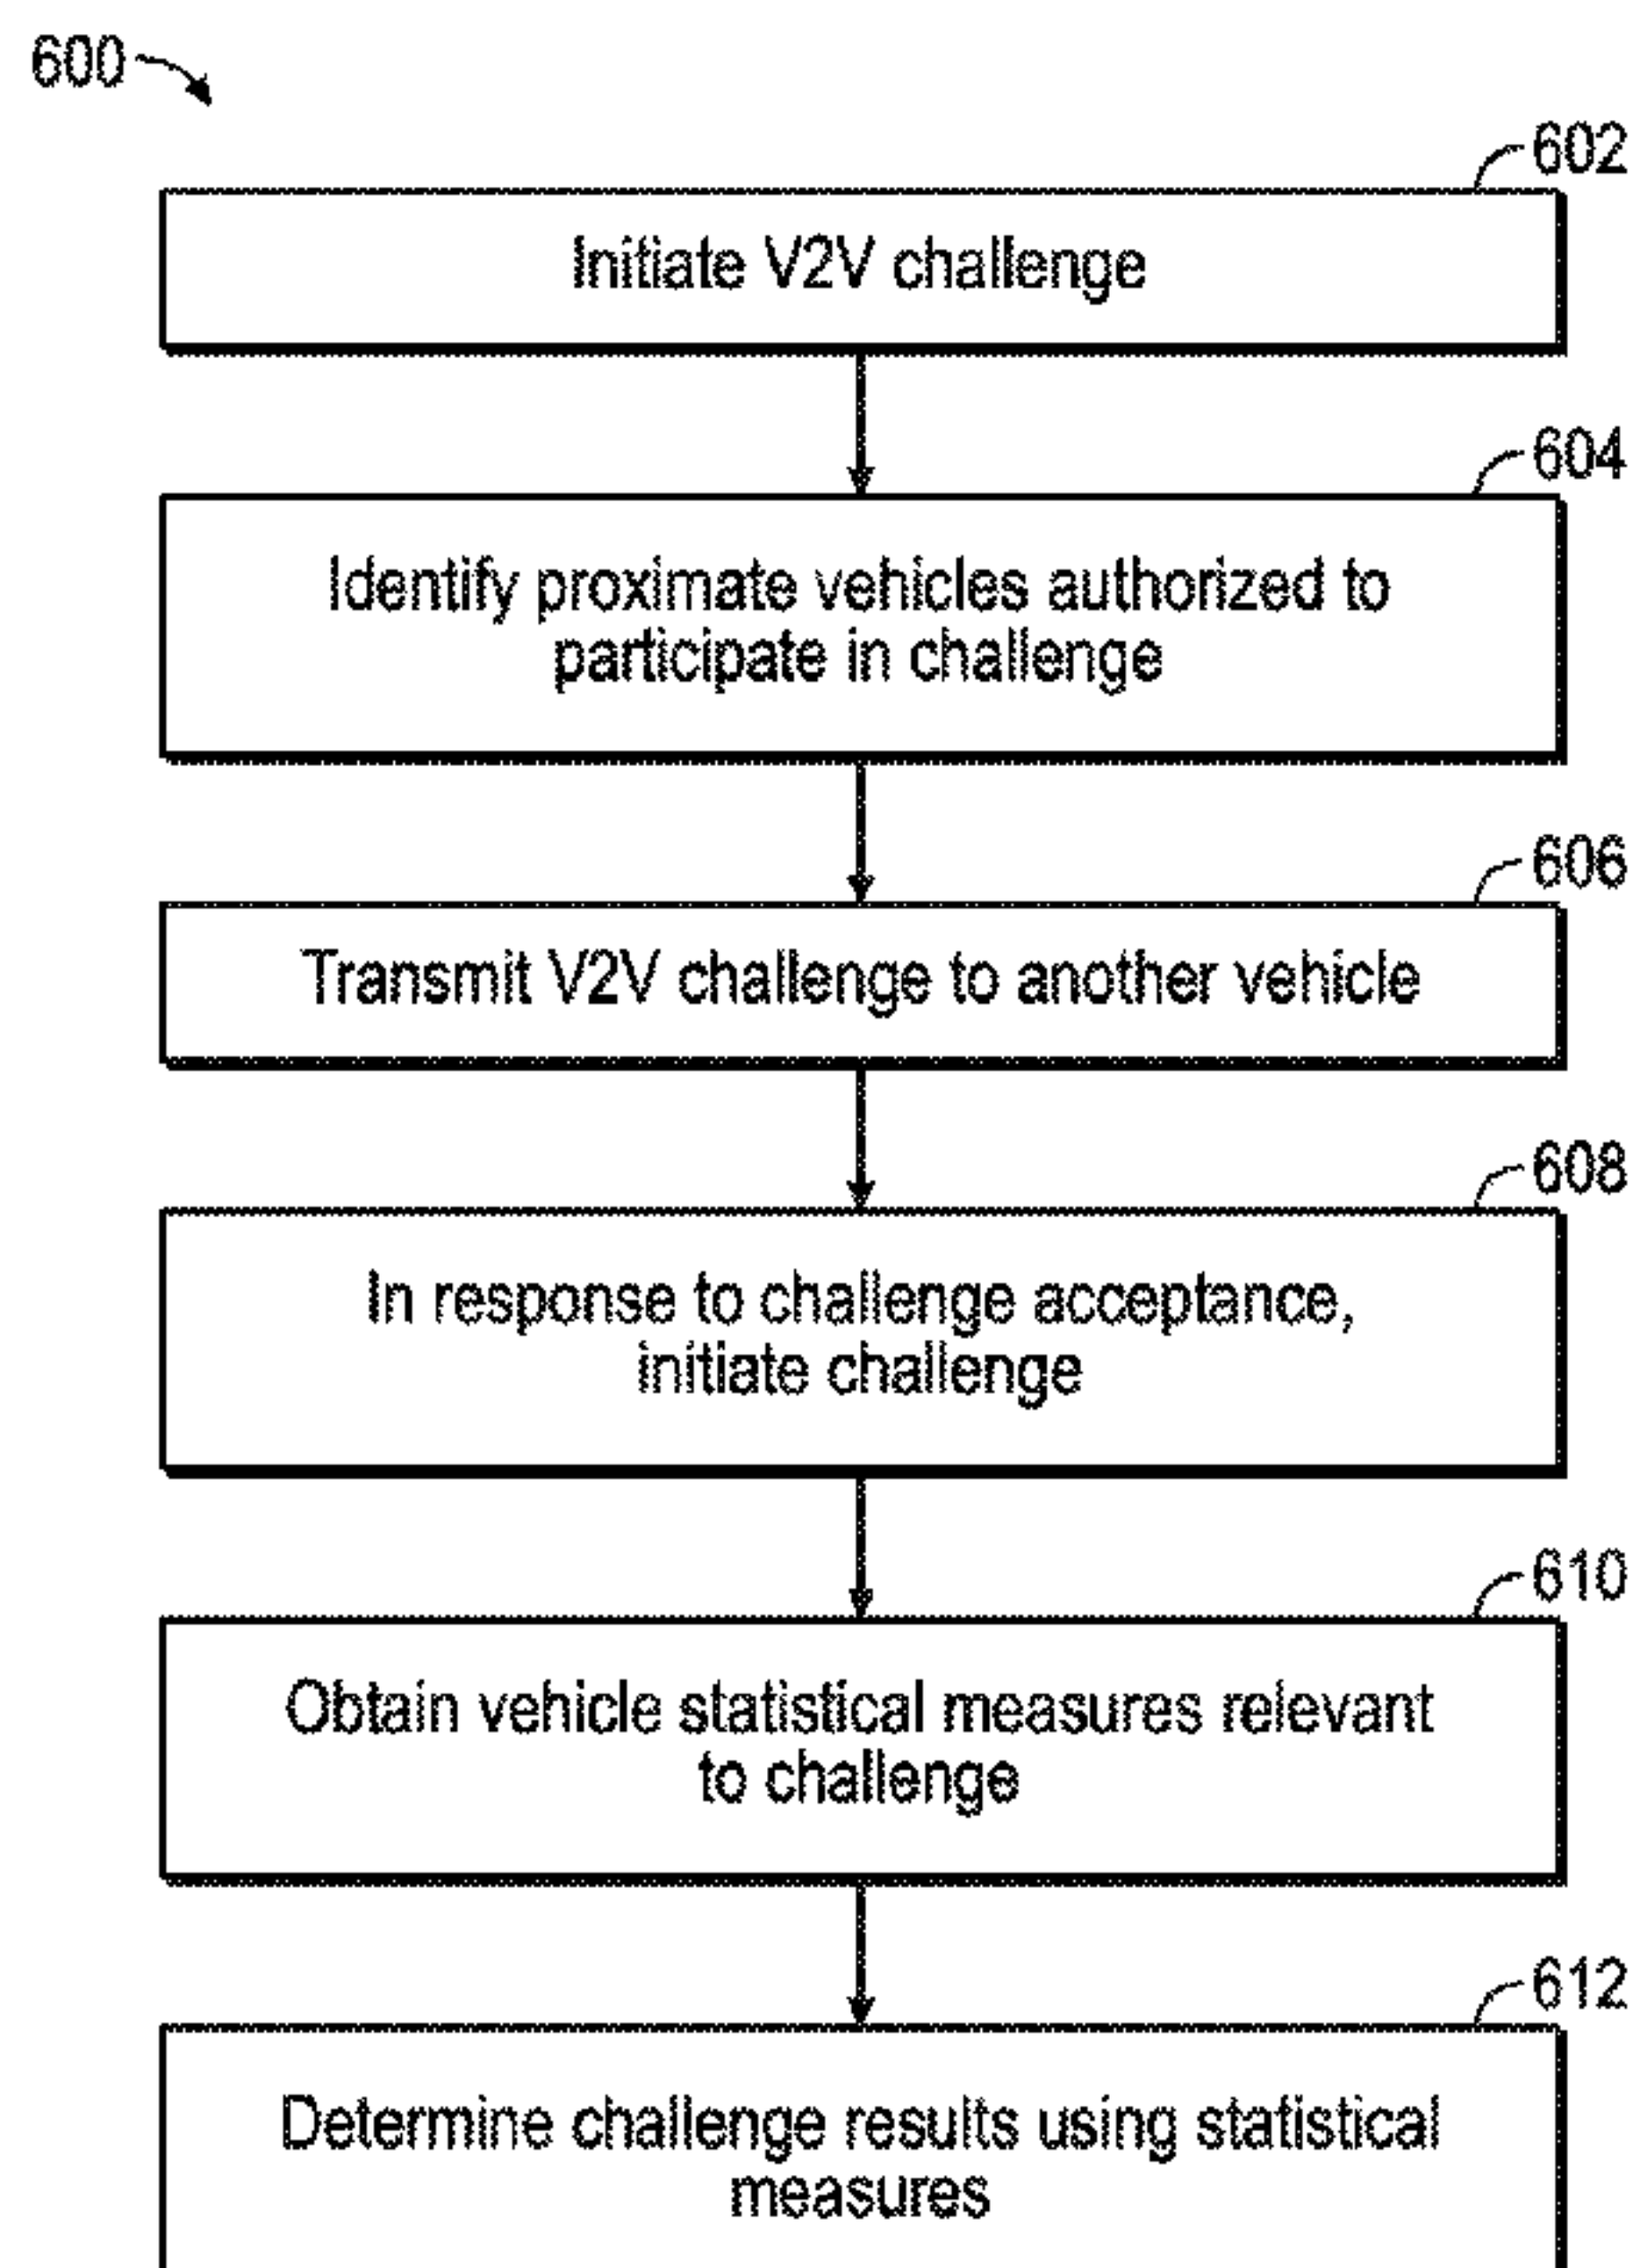 600
602
Initiate V2V challenge
604
Identify proximate vehicles authorized to
participate in challenge
606
Transmit V2V challenge to another vehicle
608
In response to challenge acceptance,
initiate challenge
610
Obtain vehicle statistical measures relevant
to challenge
612
Determine challenge results using statistical
measures